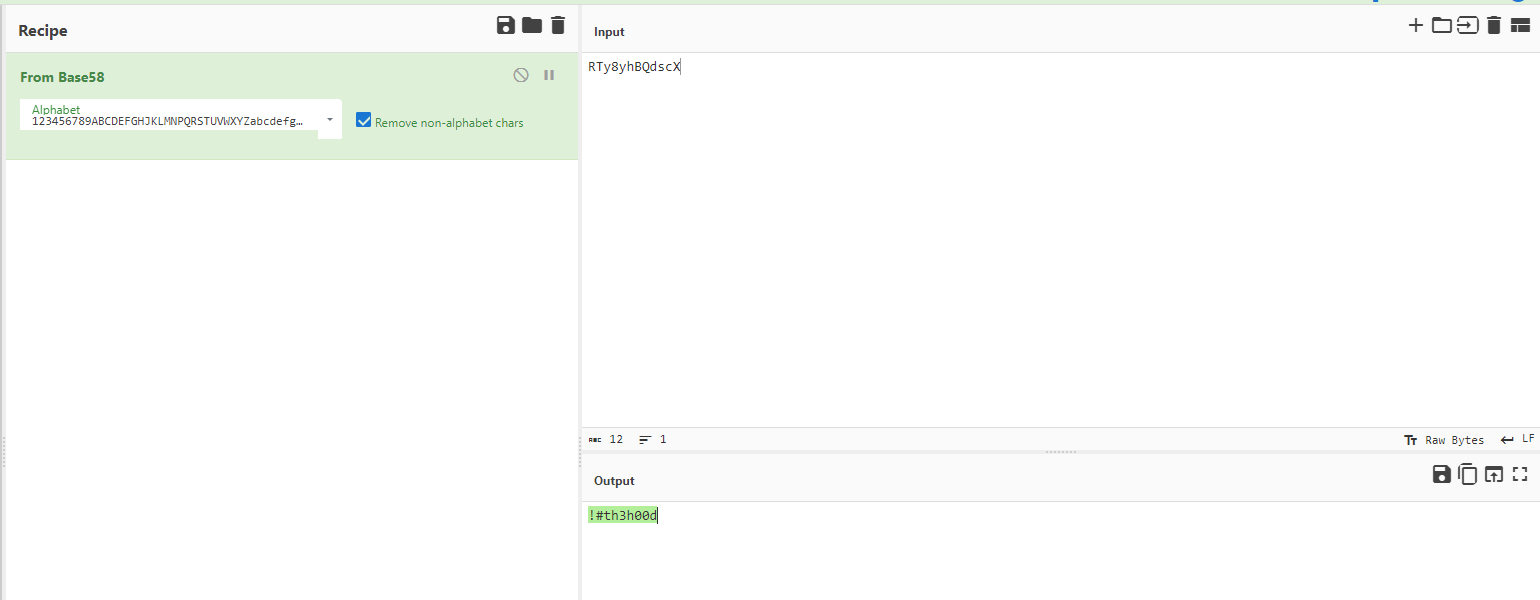 Recipe
From Base58
Alphabet
123456789ABCDEFGHJKLMNPQRSTUVWXYZabcdefg…
Remove non-alphabet chars
Input
RTy8yhBQdscX
ABC 12 1
Tт Raw Bytes LF
Output
!#th3h00d